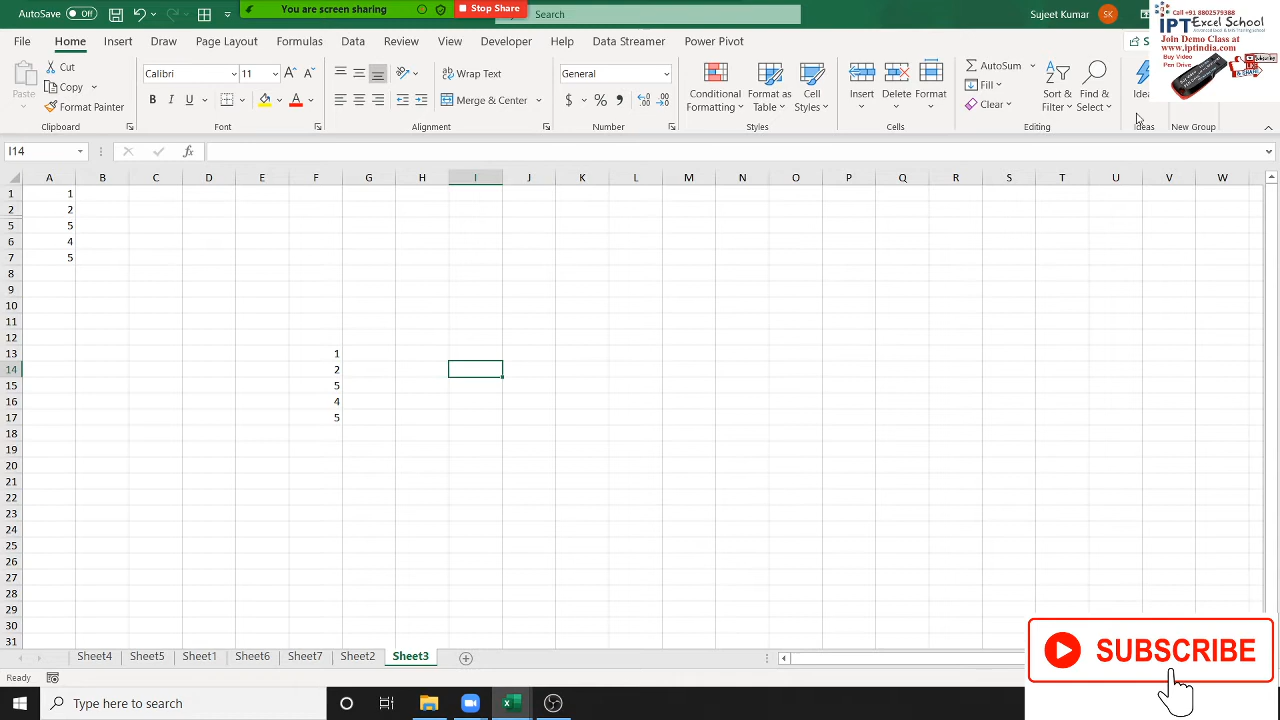 AutoSave Off
You are screen sharing
Stop Share
Search
Sujeet Kumar
SK
Call +91 8802579388
IPT Excel School
Advanced Excel & MIS Training School
Join Demo Class at
www.iptindia.com
Buy Video
Pen Drive
File Home Insert Draw Page Layout Formulas Data Review View Developer Help Data Streamer Power Pivot
Paste
Cut
Copy
Format Painter
Clipboard
Calibri 11
B I U
Font
Wrap Text
Merge & Center
Alignment
General
Number
Conditional Formatting
Format as Table
Cell Styles
Styles
Insert
Delete
Format
Cells
AutoSum
Fill
Clear
Sort & Filter
Find & Select
Editing
Ideas
New Group
I14
fx
A B C D E F G H I J K L M N O P Q R S T U V W
1 1
2 2
5 5
6 4
7 5
8
9
10
11
12
13 1
14 2
15 5
16 4
17 5
18
19
20
21
22
23
24
25
26
27
28
29
30
31
Sheet4 Sheet5 Sheet1 Sheet6 Sheet7 Sheet2 Sheet3
Ready
SUBSCRIBE
Type here to search